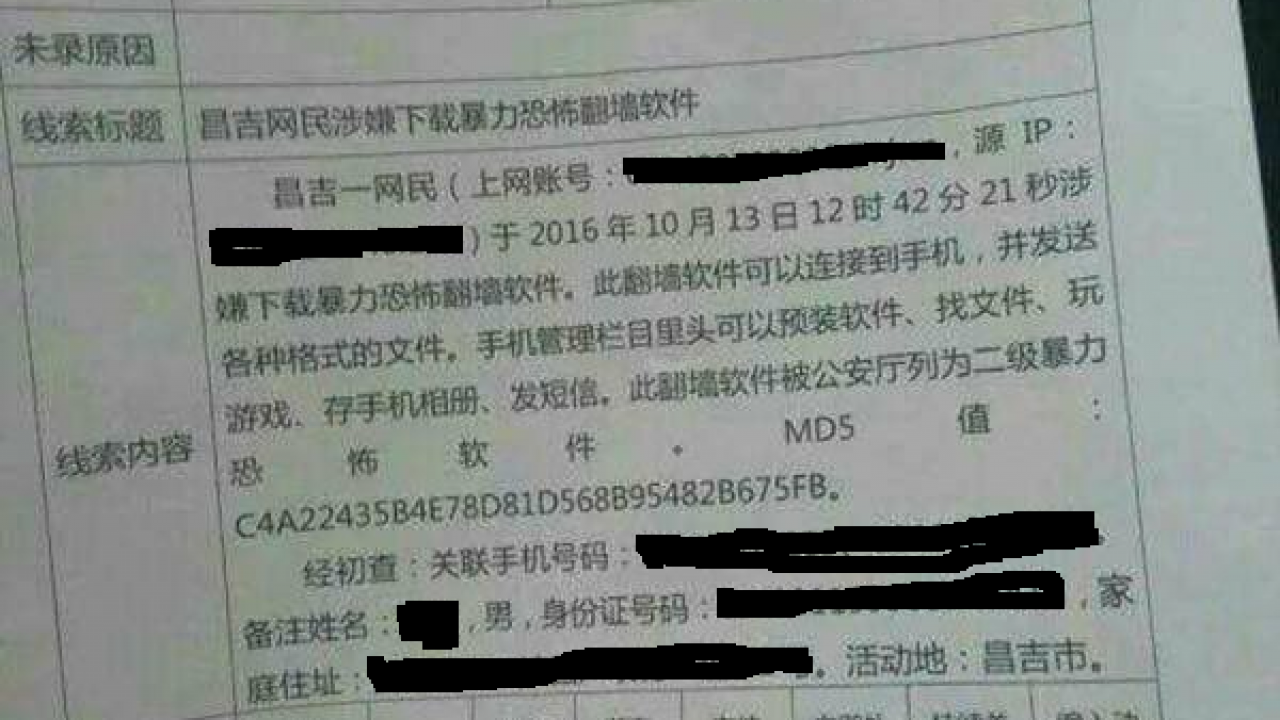 未录原因
线索标题
昌吉网民涉嫌下载暴力恐怖翻墙软件
线索内容
昌吉一网民（上网账号：，源 IP：
）于 2016 年 10 月 13 日 12 时 42 分 21 秒涉
嫌下载暴力恐怖翻墙软件。此翻墙软件可以连接到手机，并发送
各种格式的文件。手机管理栏目里头可以预装软件、找文件、玩
游戏、存手机相册、发短信。此翻墙软件被公安厅列为二级暴力
恐怖软件。MD5 值：
C4A22435B4E78D81D568B95482B675FB。
经初查：关联手机号码：
备注姓名：，男，身份证号码：，家
庭住址：。活动地：昌吉市。